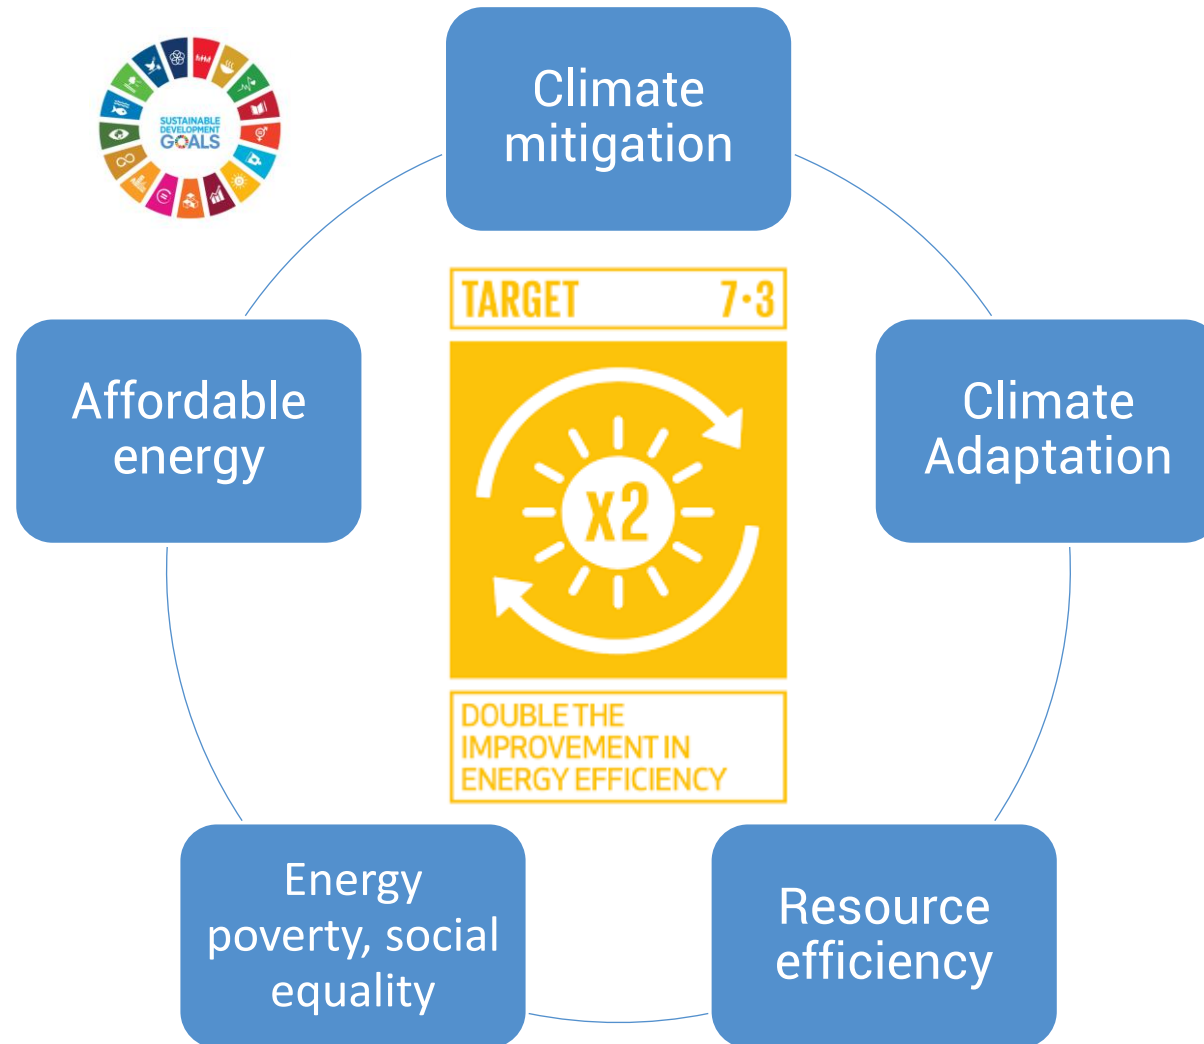 SUSTAINABLE
DEVELOPMENT
GOALS
Climate
mitigation
TARGET 7·3
x2
DOUBLE THE
IMPROVEMENT IN
ENERGY EFFICIENCY
Affordable
energy
Climate
Adaptation
Energy
poverty, social
equality
Resource
efficiency